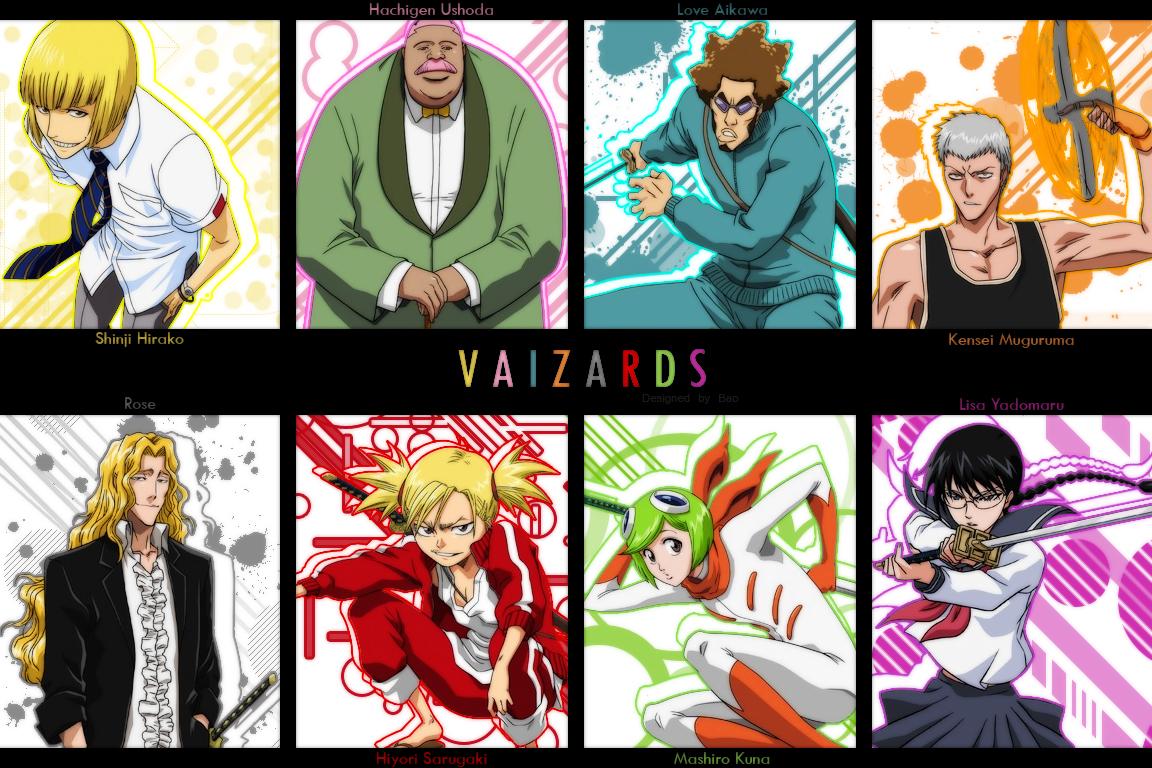 Hachigen Ushoda
Love Aikawa
Shinji Hirako
Kensei Muguruma
VAIZARDS
Designed by Bao
Rose
Lisa Yadomaru
Hiyori Sarugaki
Mashiro Kuna